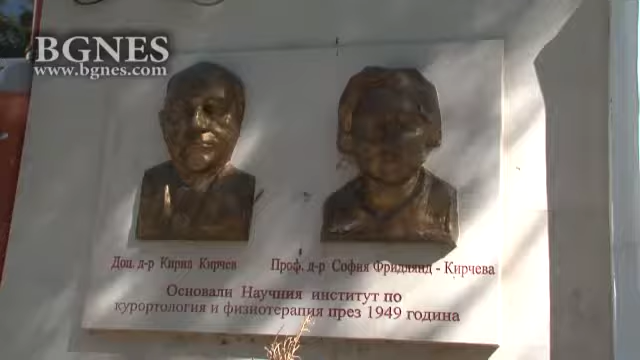 BGNES
www.bgnes.com
Доц. д-р Кирил Кирчев
Проф. д-р София Фридлянд - Кирчева
Основали Научния институт по
курортология и физиотерапия през 1949 година